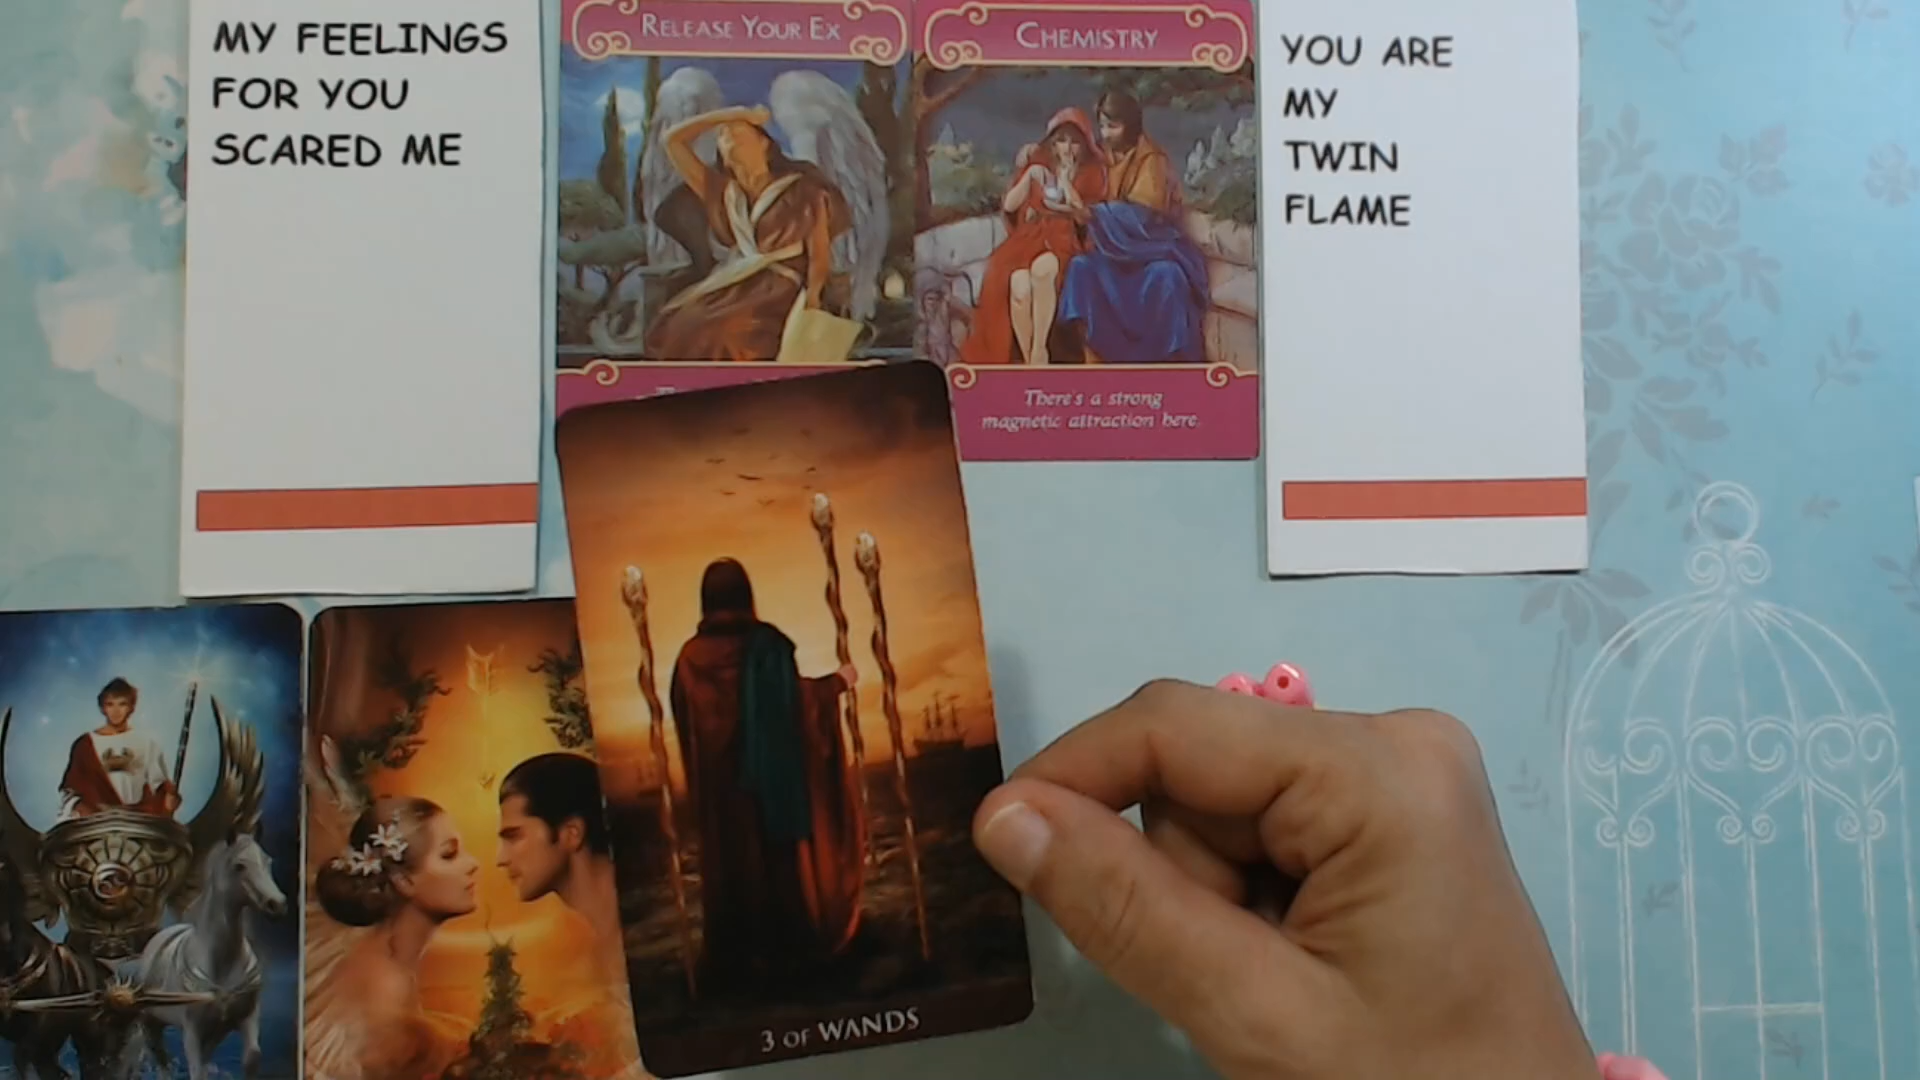 MY FEELINGS
FOR YOU
SCARED ME
RELEASE YOUR EX
CHEMISTRY
There's a strong
magnetic attraction here.
YOU ARE
MY
TWIN
FLAME
3 OF WANDS